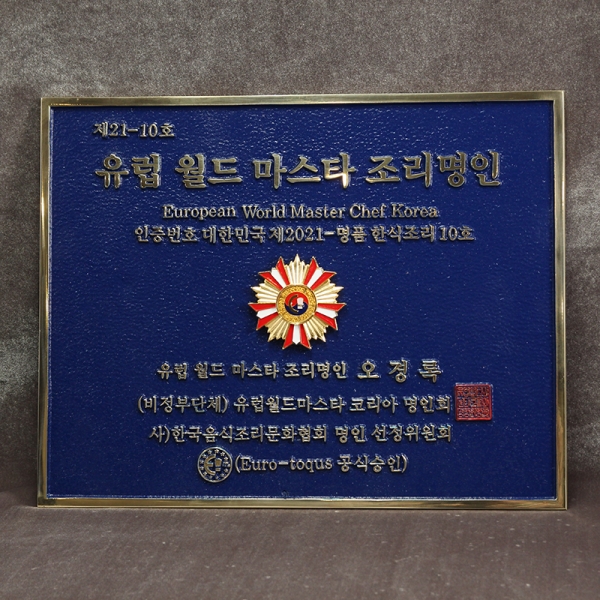 제21-10호
유럽 월드 마스타 조리명인
European World Master Chef Korea
인증번호 대한민국 제2021-명품 한식조리 10호
유럽 월드 마스타 조리명인 오경록
(비정부단체) 유럽월드마스타 코리아 명인회
사)한국음식조리문화협회 명인 선정위원회
(Euro-toqus 공식승인)